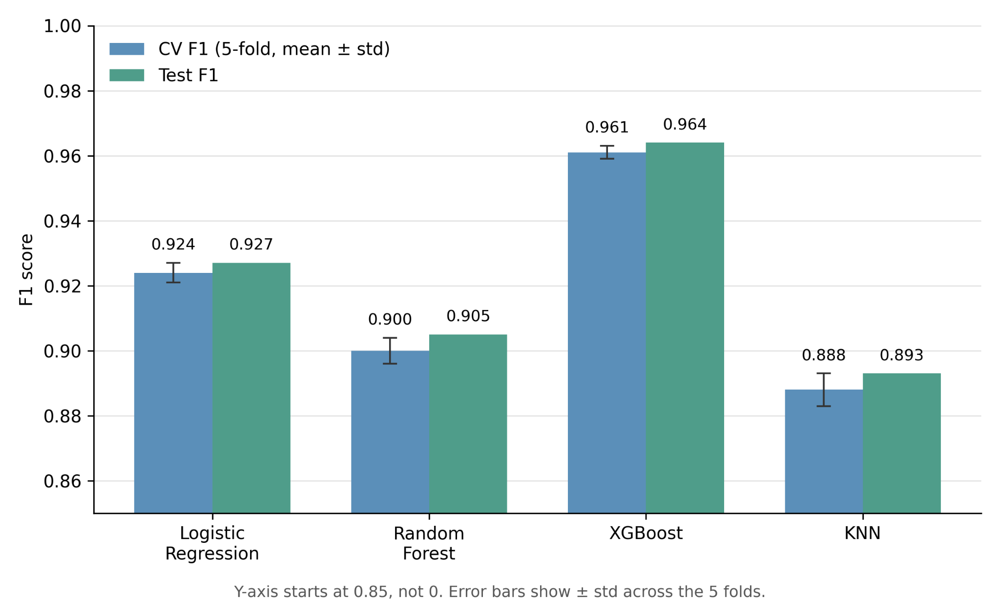 1.00
0.98
0.96
0.94
0.92
0.90
0.88
0.86
F1 score
CV F1 (5-fold, mean ± std)
Test F1
0.924
0.927
0.900
0.905
0.961
0.964
0.888
0.893
Logistic
Regression
Random
Forest
XGBoost
KNN
Y-axis starts at 0.85, not 0. Error bars show ± std across the 5 folds.